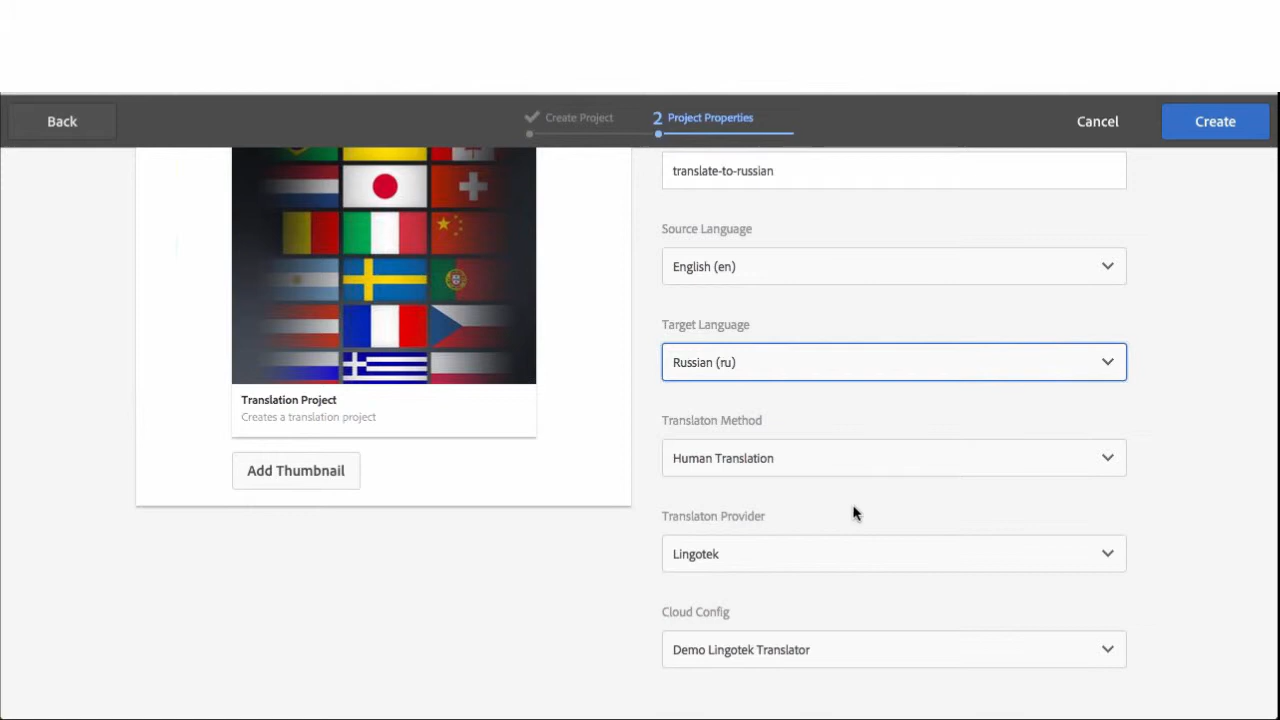 Back
Create Project
2 Project Properties
Cancel
Create
translate-to-russian
Source Language
English (en)
Target Language
Russian (ru)
Translaton Method
Human Translation
Translaton Provider
Lingotek
Cloud Config
Demo Lingotek Translator
Translation Project
Creates a translation project
Add Thumbnail